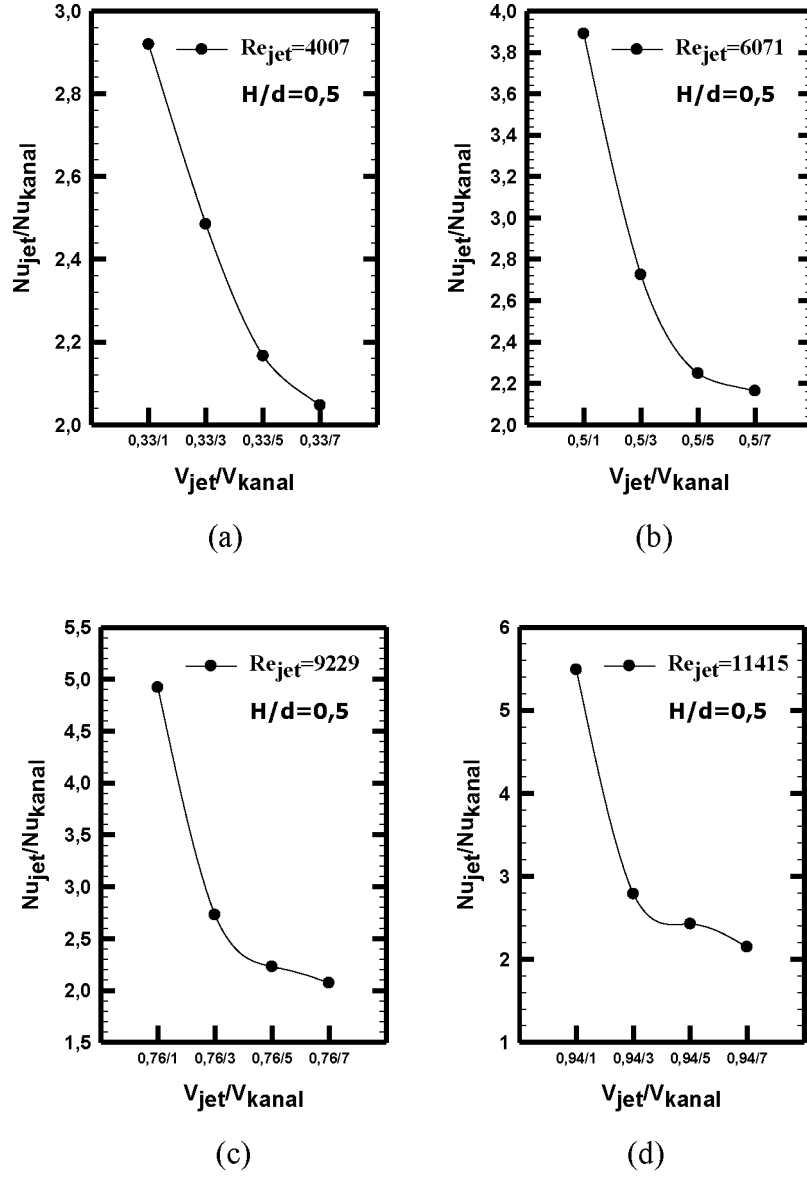 3,0
2,8
2,6
2,4
2,2
2,0
Nu_jet/Nu_kanal
Re_jet=4007
H/d=0,5
0,33/1 0,33/3 0,33/5 0,33/7
V_jet/V_kanal
(a)
4,0
3,8
3,6
3,4
3,2
3,0
2,8
2,6
2,4
2,2
2,0
Nu_jet/Nu_kanal
Re_jet=6071
H/d=0,5
0,5/1 0,5/3 0,5/5 0,5/7
V_jet/V_kanal
(b)
5,5
5,0
4,5
4,0
3,5
3,0
2,5
2,0
1,5
Nu_jet/Nu_kanal
Re_jet=9229
H/d=0,5
0,76/1 0,76/3 0,76/5 0,76/7
V_jet/V_kanal
(c)
6
5
4
3
2
1
Nu_jet/Nu_kanal
Re_jet=11415
H/d=0,5
0,94/1 0,94/3 0,94/5 0,94/7
V_jet/V_kanal
(d)